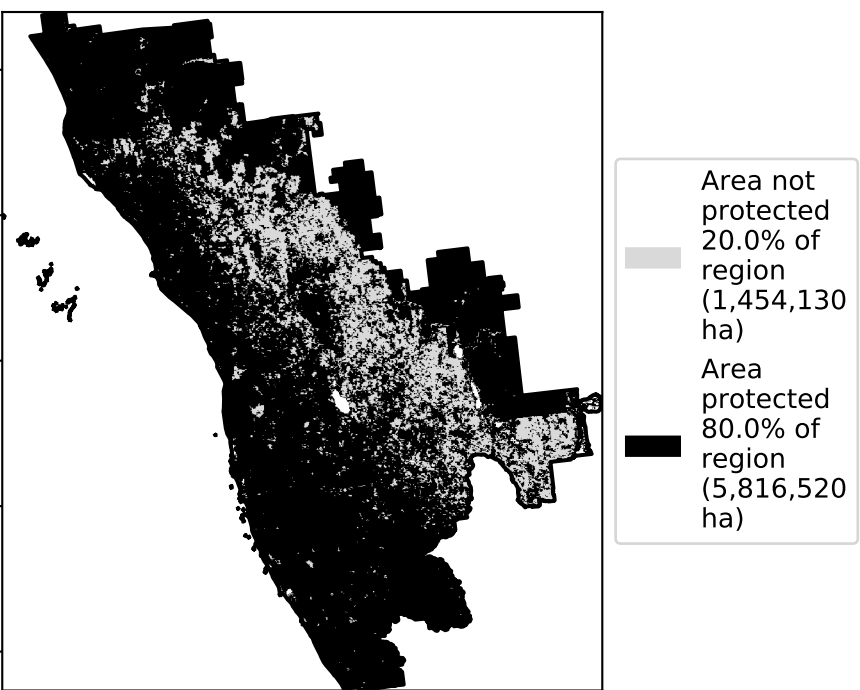 Area not
protected
20.0% of
region
(1,454,130
ha)
Area
protected
80.0% of
region
(5,816,520
ha)